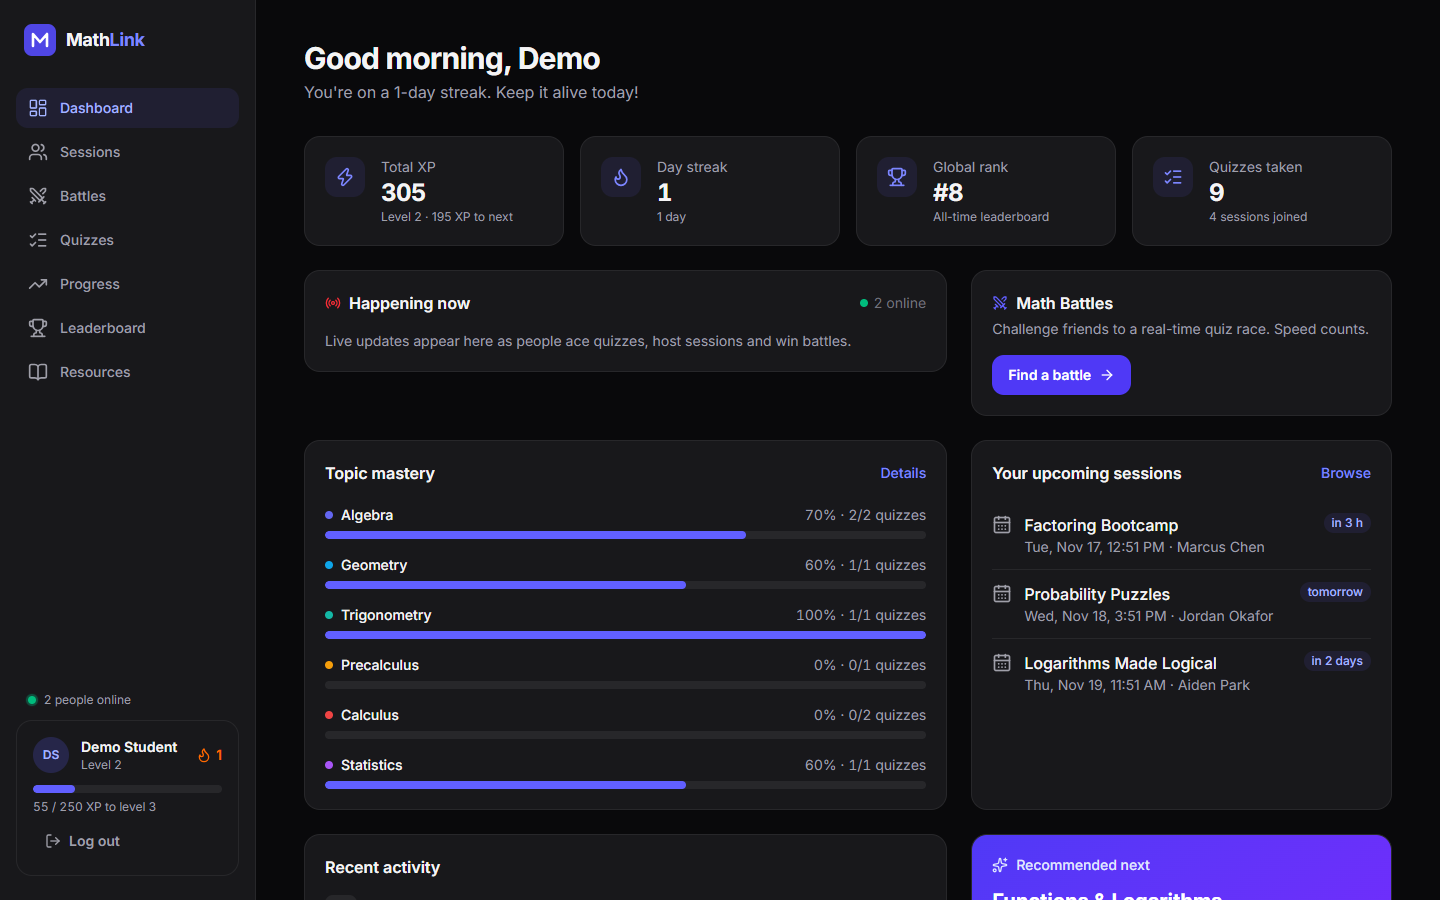 MathLink
Dashboard
Sessions
Battles
Quizzes
Progress
Leaderboard
Resources
2 people online
DS
Demo Student
Level 2
1
55 / 250 XP to level 3
Log out
Good morning, Demo
You're on a 1-day streak. Keep it alive today!
Total XP
305
Level 2 · 195 XP to next
Day streak
1
1 day
Global rank
#8
All-time leaderboard
Quizzes taken
9
4 sessions joined
Happening now
2 online
Live updates appear here as people ace quizzes, host sessions and win battles.
Math Battles
Challenge friends to a real-time quiz race. Speed counts.
Find a battle
Topic mastery
Details
Algebra
70% · 2/2 quizzes
Geometry
60% · 1/1 quizzes
Trigonometry
100% · 1/1 quizzes
Precalculus
0% · 0/1 quizzes
Calculus
0% · 0/2 quizzes
Statistics
60% · 1/1 quizzes
Your upcoming sessions
Browse
Factoring Bootcamp
in 3 h
Tue, Nov 17, 12:51 PM · Marcus Chen
Probability Puzzles
tomorrow
Wed, Nov 18, 3:51 PM · Jordan Okafor
Logarithms Made Logical
in 2 days
Thu, Nov 19, 11:51 AM · Aiden Park
Recent activity
Recommended next
Functions & Logarithms